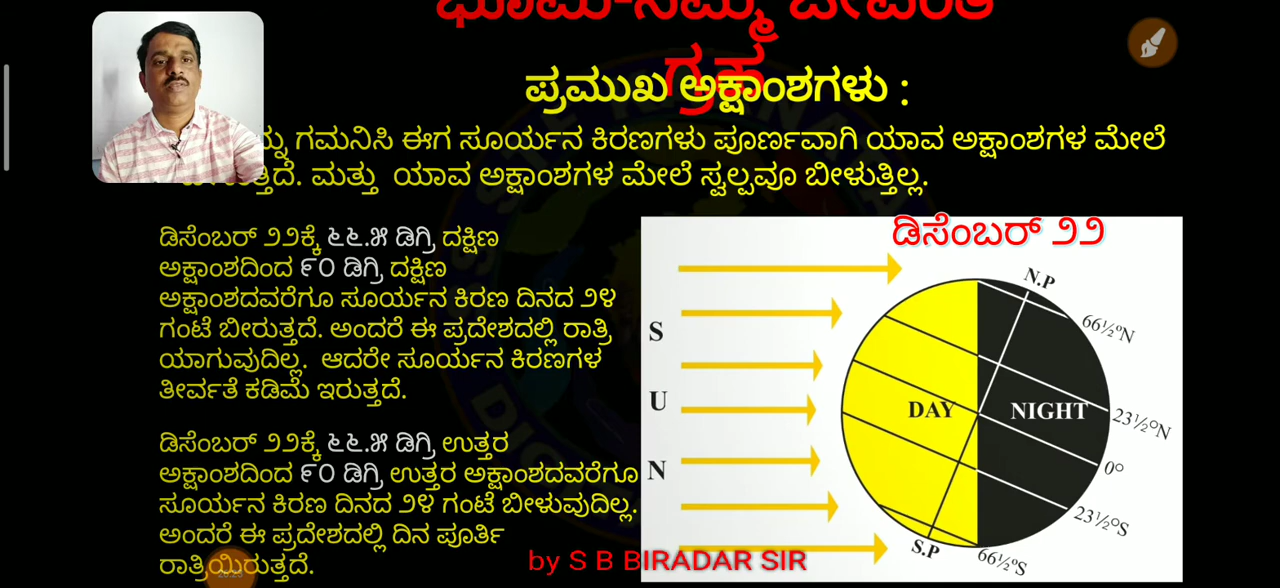 ಗ್ರಹ
ಪ್ರಮುಖ ಅಕ್ಷಾಂಶಗಳು :
ಗಮನಿಸಿ ಈಗ ಸೂರ್ಯನ ಕಿರಣಗಳು ಪೂರ್ಣವಾಗಿ ಯಾವ ಅಕ್ಷಾಂಶಗಳ ಮೇಲೆ
ಮತ್ತು ಯಾವ ಅಕ್ಷಾಂಶಗಳ ಮೇಲೆ ಸ್ವಲ್ಪವೂ ಬೀಳುತ್ತಿಲ್ಲ.
ಡಿಸೆಂಬರ್ ೨೨ಕ್ಕೆ ೬೬.೫ ಡಿಗ್ರಿ ದಕ್ಷಿಣ
ಅಕ್ಷಾಂಶದಿಂದ ೯೦ ಡಿಗ್ರಿ ದಕ್ಷಿಣ
ಅಕ್ಷಾಂಶದವರೆಗೂ ಸೂರ್ಯನ ಕಿರಣ ದಿನದ ೨೪
ಗಂಟೆ ಬೀರುತ್ತದೆ. ಅಂದರೆ ಈ ಪ್ರದೇಶದಲ್ಲಿ ರಾತ್ರಿ
ಯಾಗುವುದಿಲ್ಲ. ಆದರೇ ಸೂರ್ಯನ ಕಿರಣಗಳ
ತೀರ್ವತೆ ಕಡಿಮೆ ಇರುತ್ತದೆ.
ಡಿಸೆಂಬರ್ ೨೨ಕ್ಕೆ ೬೬.೫ ಡಿಗ್ರಿ ಉತ್ತರ
ಅಕ್ಷಾಂಶದಿಂದ ೯೦ ಡಿಗ್ರಿ ಉತ್ತರ ಅಕ್ಷಾಂಶದವರೆಗೂ
ಸೂರ್ಯನ ಕಿರಣ ದಿನದ ೨೪ ಗಂಟೆ ಬೀಳುವುದಿಲ್ಲ.
ಅಂದರೆ ಈ ಪ್ರದೇಶದಲ್ಲಿ ದಿನ ಪೂರ್ತಿ
ರಾತ್ರಿಯಿರುತ್ತದೆ.
ಡಿಸೆಂಬರ್ ೨೨
N.P
66½°N
SUN
DAY
NIGHT
23½°N
0°
23½°S
S.P
66½°S
by S B BIRADAR SIR